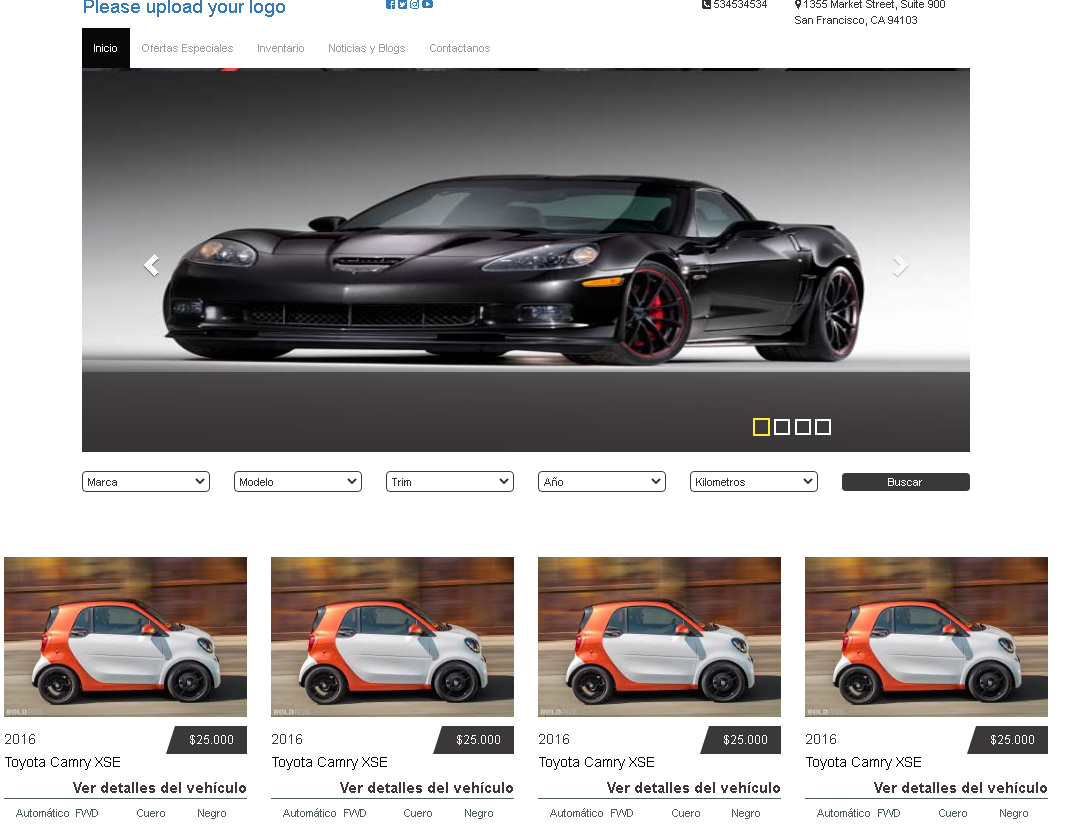 Please upload your logo
534534534
1355 Market Street, Suite 900
San Francisco, CA 94103
Inicio Ofertas Especiales Inventario Noticias y Blogs Contactanos
Marca Modelo Trim Año Kilometros Buscar
2016 $25.000 2016 $25.000 2016 $25.000 2016 $25.000
Toyota Camry XSE Toyota Camry XSE Toyota Camry XSE Toyota Camry XSE
Ver detalles del vehículo Ver detalles del vehículo Ver detalles del vehículo Ver detalles del vehículo
Automático FWD Cuero Negro Automático FWD Cuero Negro Automático FWD Cuero Negro Automático FWD Cuero Negro